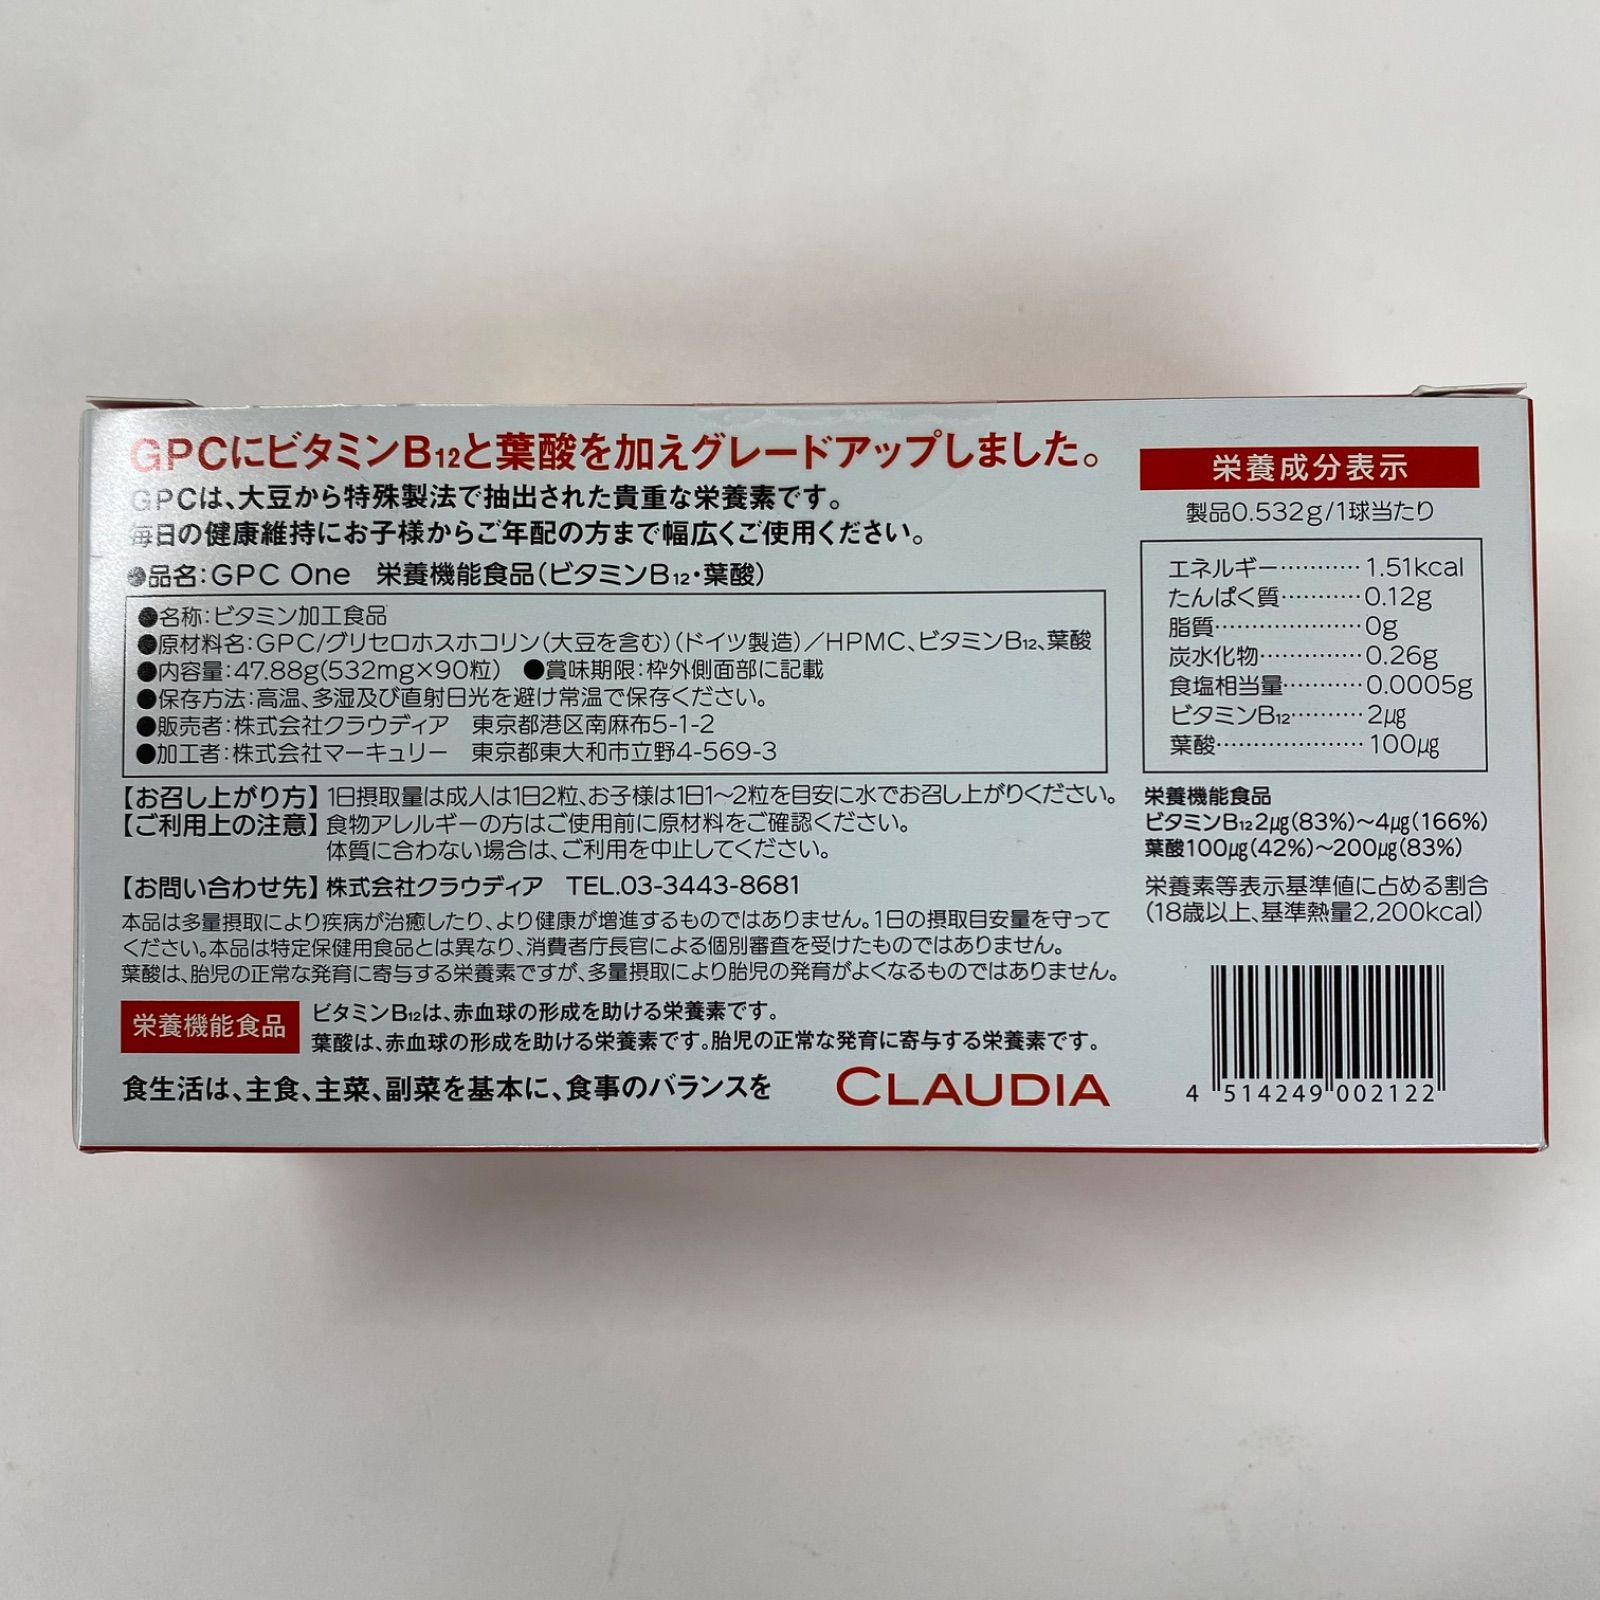 GPCにビタミンB12と葉酸を加えグレードアップしました。
GPCは、大豆から特殊製法で抽出された貴重な栄養素です。
毎日の健康維持にお子様からご年配の方まで幅広くご使用ください。
●品名：GPC One　栄養機能食品（ビタミンB12・葉酸）
●名称：ビタミン加工食品
●原材料名：GPC/グリセロホスホコリン（大豆を含む）（ドイツ製造）／HPMC、ビタミンB12、葉酸
●内容量：47.88g(532mg×90粒)　●賞味期限：枠外側面部に記載
●保存方法：高温、多湿及び直射日光を避け常温で保存ください。
●販売者：株式会社クラウディア　東京都港区南麻布5-1-2
●加工者：株式会社マーキュリー　東京都東大和市立野4-569-3
【お召し上がり方】1日摂取量は成人は1日2粒、お子様は1日1〜2粒を目安に水でお召し上がりください。
【ご利用上の注意】食物アレルギーの方はご使用前に原材料をご確認ください。
体質に合わない場合は、ご利用を中止してください。
【お問い合わせ先】株式会社クラウディア　TEL.03-3443-8681
本品は多量摂取により疾病が治癒したり、より健康が増進するものではありません。1日の摂取目安量を守って
ください。本品は特定保健用食品とは異なり、消費者庁長官による個別審査を受けたものではありません。
葉酸は、胎児の正常な発育に寄与する栄養素ですが、多量摂取により胎児の発育がよくなるものではありません。
栄養機能食品
ビタミンB12は、赤血球の形成を助ける栄養素です。
葉酸は、赤血球の形成を助ける栄養素です。胎児の正常な発育に寄与する栄養素です。
食生活は、主食、主菜、副菜を基本に、食事のバランスを
CLAUDIA
栄養成分表示
製品0.532g/1球当たり
エネルギー…………1.51kcal
たんぱく質…………0.12g
脂質…………………0g
炭水化物……………0.26g
食塩相当量…………0.0005g
ビタミンB12…………2μg
葉酸…………………100μg
栄養機能食品
ビタミンB12 2μg(83%)〜4μg(166%)
葉酸100μg(42%)〜200μg(83%)
栄養素等表示基準値に占める割合
(18歳以上、基準熱量2,200kcal)
4 514249 002122